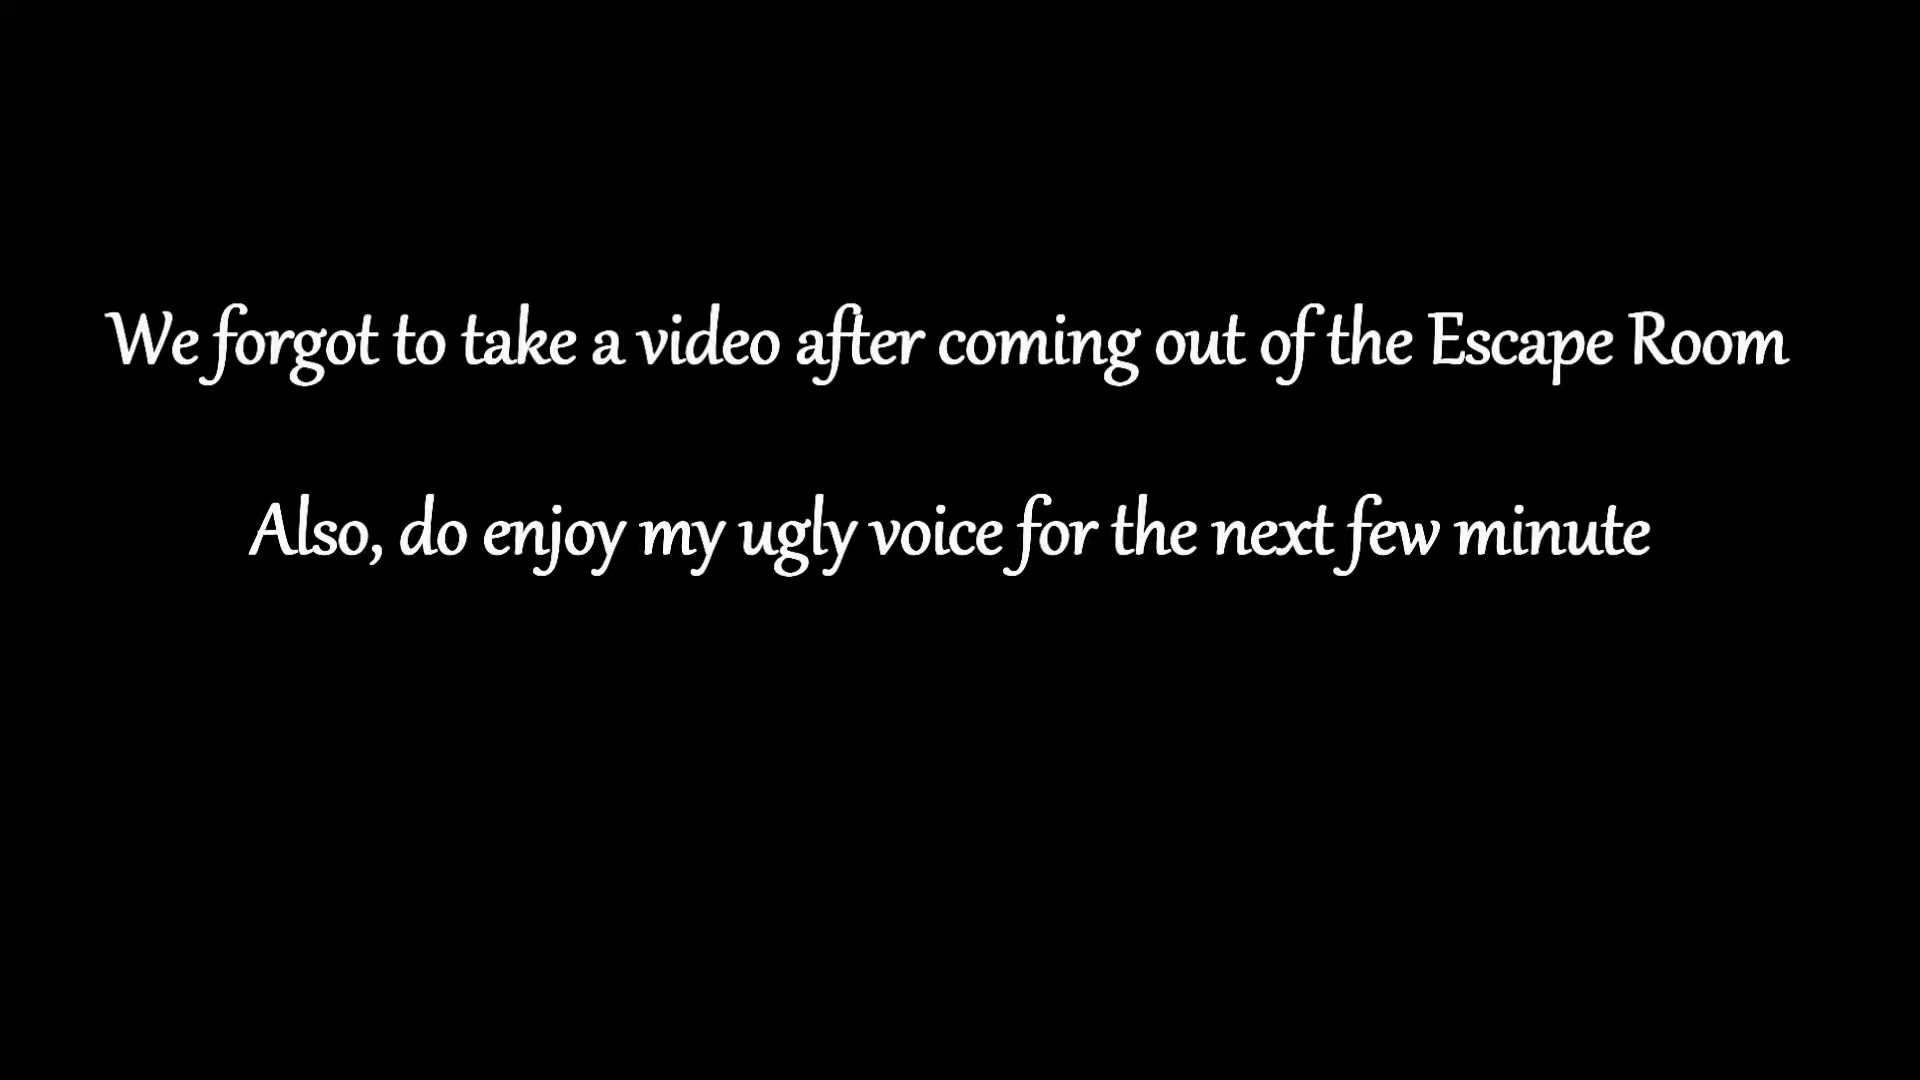 We forgot to take a video after coming out of the Escape Room
Also, do enjoy my ugly voice for the next few minute